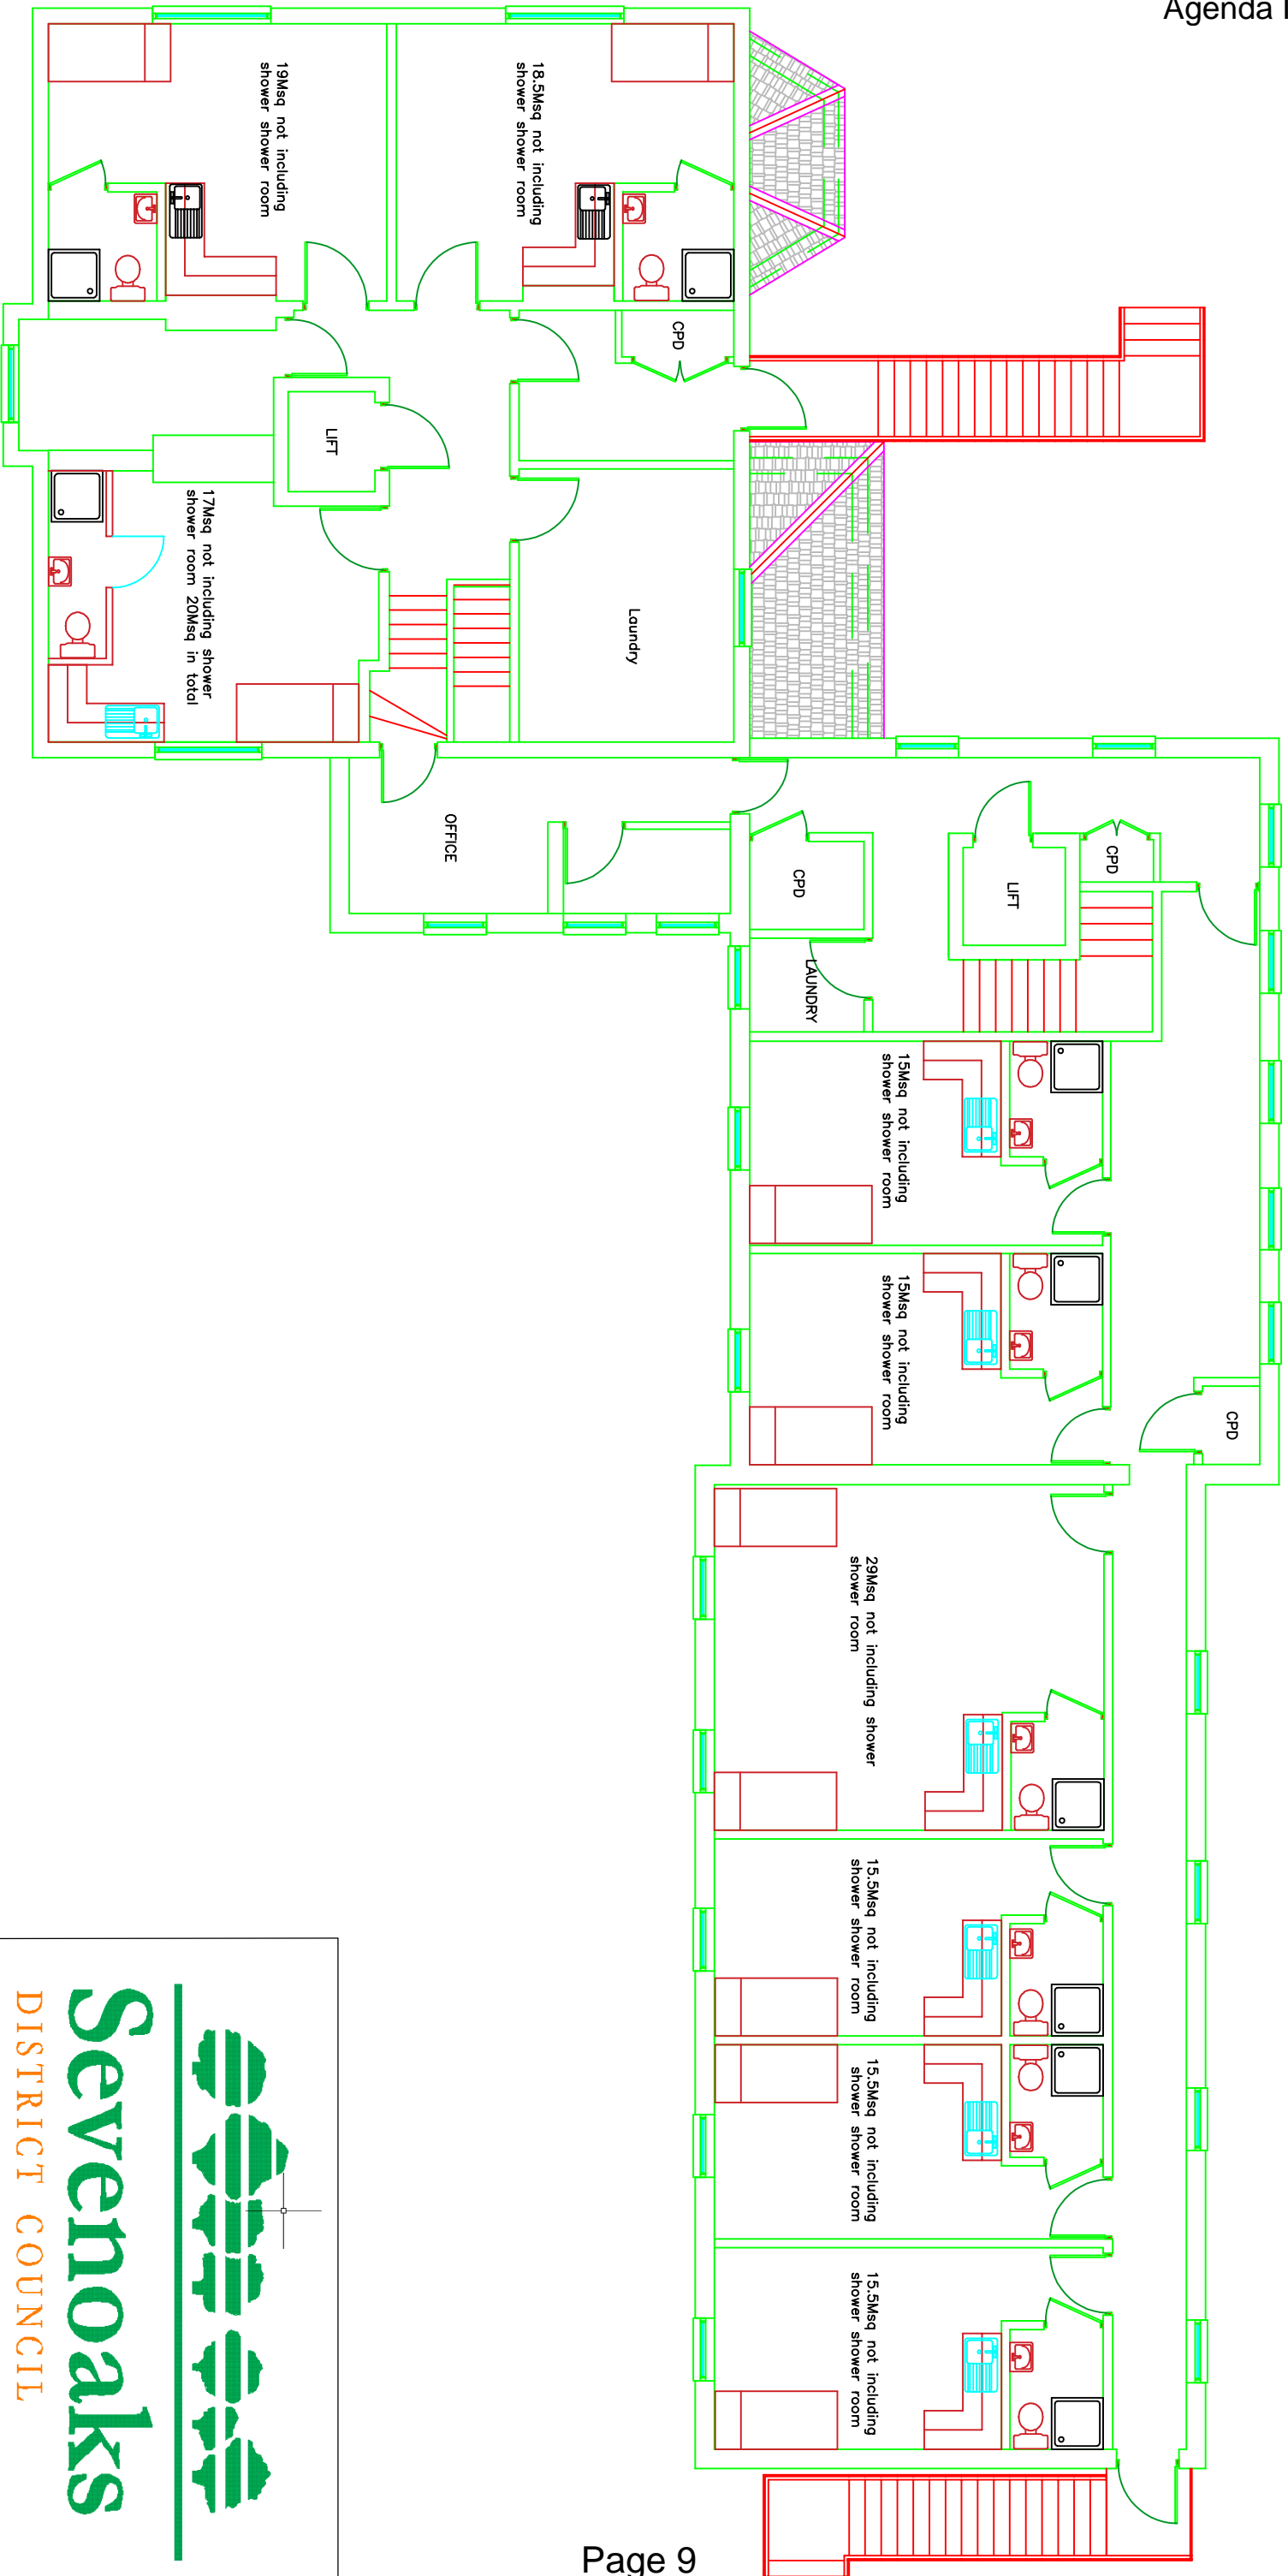 Agenda I
19Msq not including
shower shower room
18.5Msq not including
shower shower room
CPD
LIFT
17Msq not including shower
shower room 20Msq in total
Laundry
OFFICE
CPD
LIFT
CPD
LAUNDRY
15Msq not including
shower shower room
15Msq not including
shower shower room
CPD
29Msq not including shower
shower room
15.5Msq not including
shower shower room
15.5Msq not including
shower shower room
15.5Msq not including
shower shower room
Sevenoaks
DISTRICT COUNCIL
Page 9